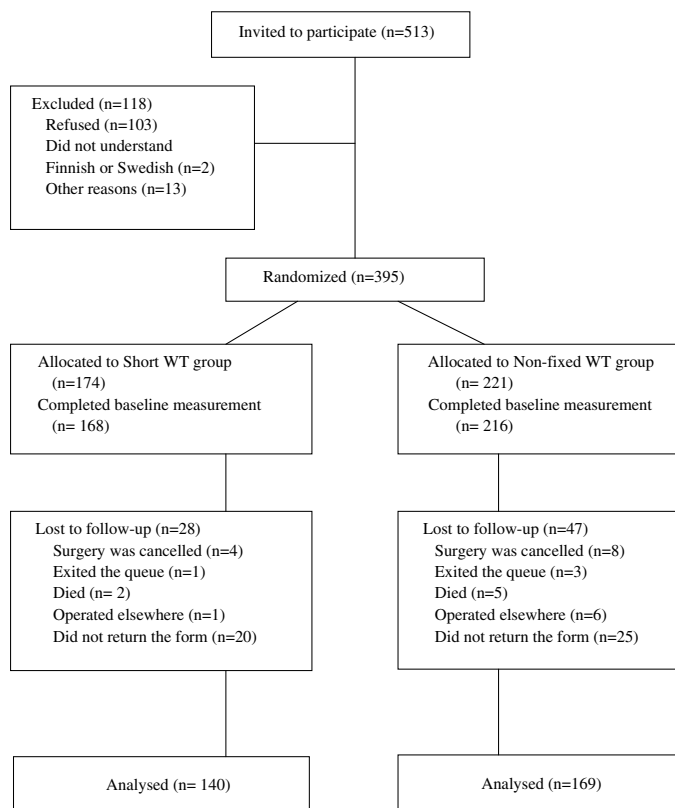 Invited to participate (n=513)
Excluded (n=118)
Refused (n=103)
Did not understand
Finnish or Swedish (n=2)
Other reasons (n=13)
Randomized (n=395)
Allocated to Short WT group
(n=174)
Completed baseline measurement
(n= 168)
Allocated to Non-fixed WT group
(n= 221)
Completed baseline measurement
(n= 216)
Lost to follow-up (n=28)
Surgery was cancelled (n=4)
Exited the queue (n=1)
Died (n= 2)
Operated elsewhere (n=1)
Did not return the form (n=20)
Lost to follow-up (n=47)
Surgery was cancelled (n=8)
Exited the queue (n=3)
Died (n=5)
Operated elsewhere (n=6)
Did not return the form (n=25)
Analysed (n= 140)
Analysed (n=169)